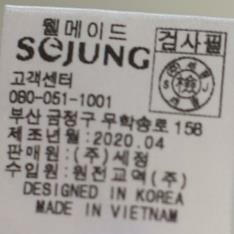 웰메이드
SEJUNG
검사필
檢
고객센터
080-051-1001
부산 금정구 무학송로 158
제조년월 : 2020.04
판매원 : (주) 세정
수입원 : 원전교역(주)
DESIGNED IN KOREA
MADE IN VIETNAM